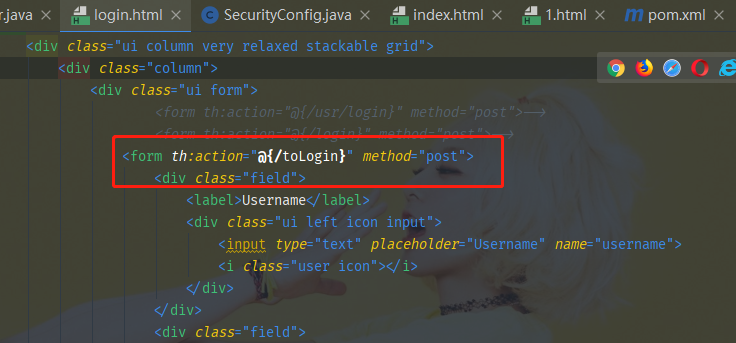 r.java × login.html × SecurityConfig.java × index.html × 1.html × pom.xml ×
<div class="ui column very relaxed stackable grid">
<div class="column">
<div class="ui form">
<form th:action="@{/usr/login}" method="post">-->
<form th:action="@{/login}" method="post">-->
<form th:action="@{/toLogin}" method="post">
<div class="field">
<label>Username</label>
<div class="ui left icon input">
<input type="text" placeholder="Username" name="username">
<i class="user icon"></i>
</div>
</div>
<div class="field">